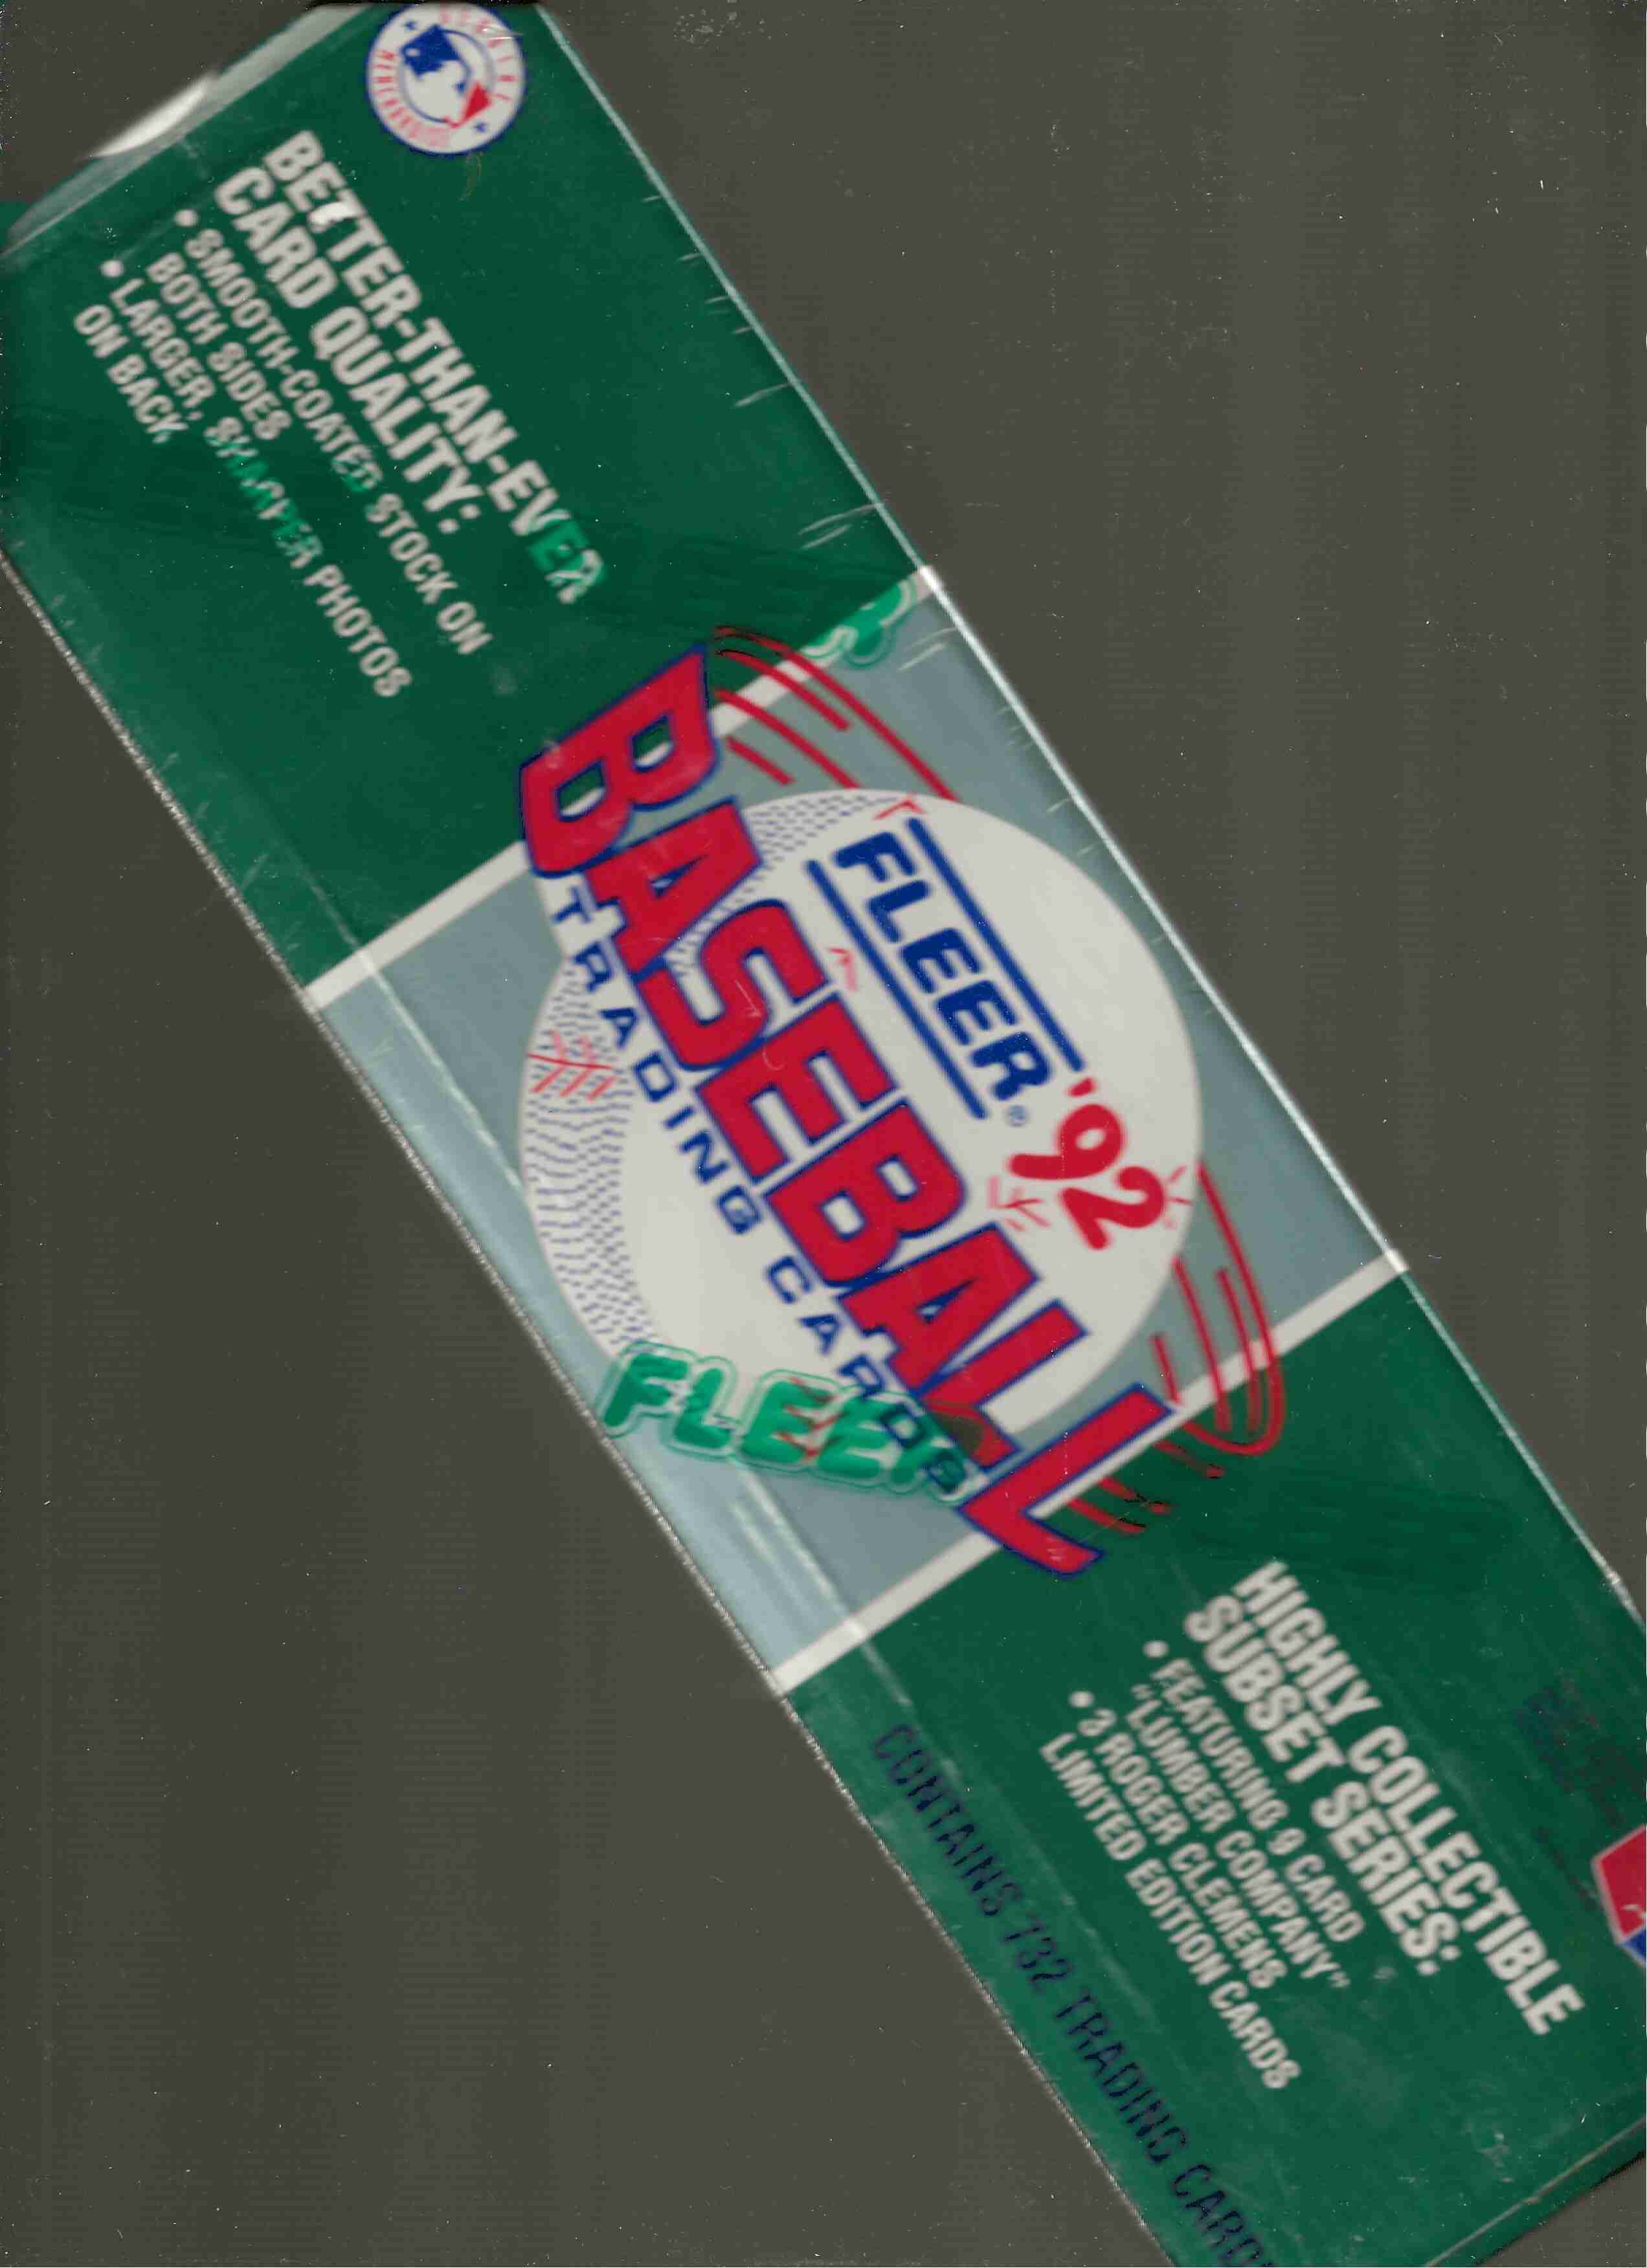 GENUINE
MERCHANDISE
BETTER-THAN-EVER
CARD QUALITY:
• SMOOTH-COATED STOCK ON
BOTH SIDES
• LARGER, SHARPER PHOTOS
ON BACK
FLEER®
'92
BASEBALL
TRADING CARDS
FLEER
HIGHLY COLLECTIBLE
SUBSET SERIES:
• FEATURING 9 CARD
"LUMBER COMPANY"
• 3 ROGER CLEMENS
LIMITED EDITION CARDS
CONTAINS 732 TRADING CARDS